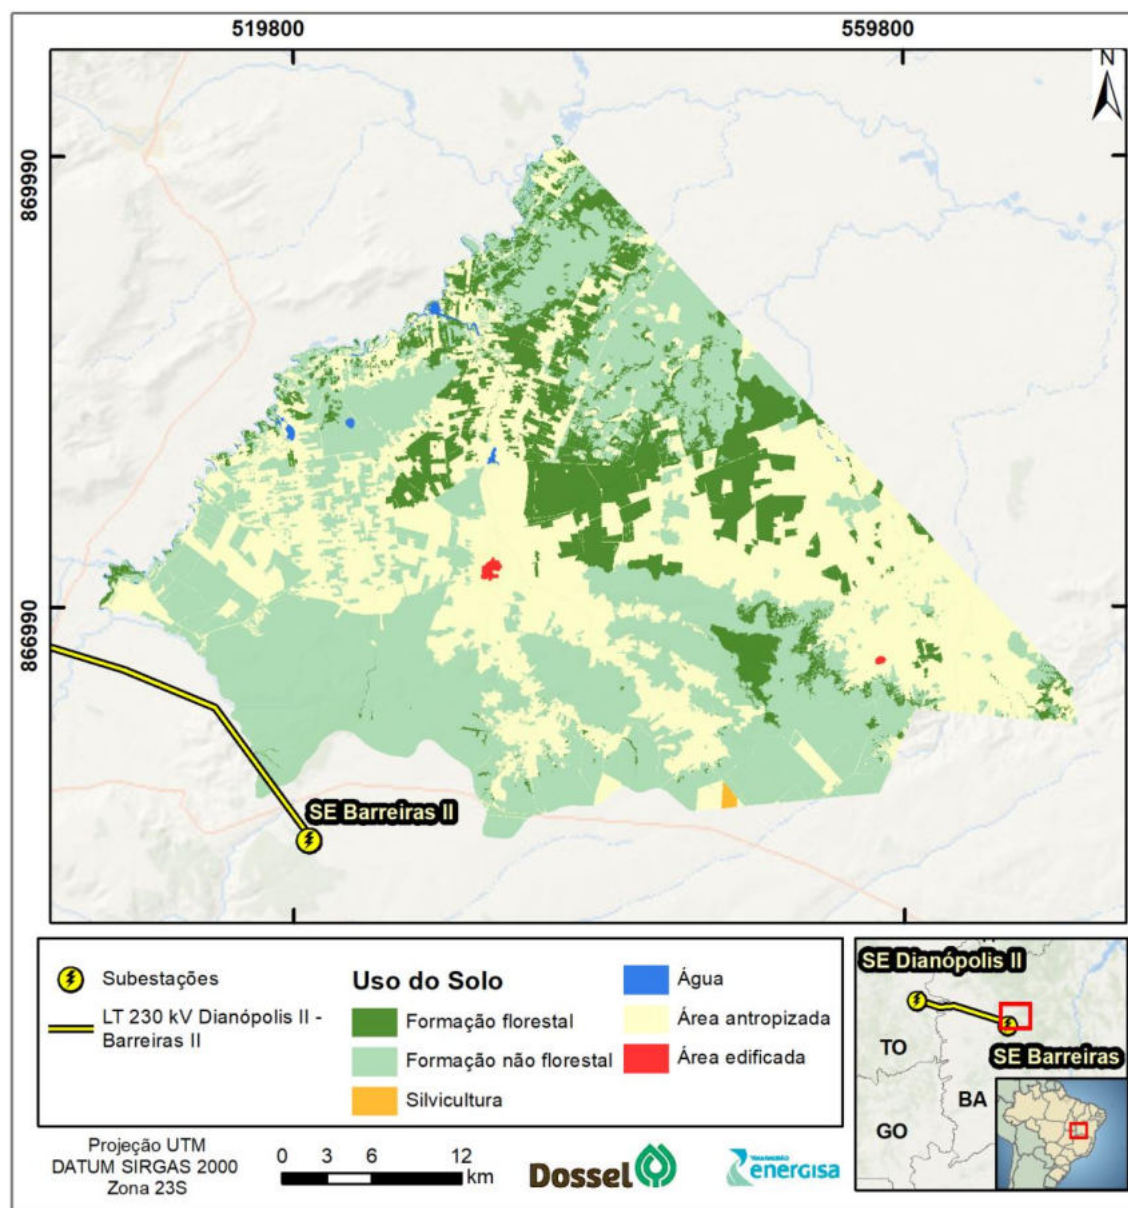 519800
559800
N
869990
869990
866990
866990
SE Barreiras II
Subestações
LT 230 kV Dianópolis II -
Barreiras II
Uso do Solo
Formação florestal
Formação não florestal
Silvicultura
Água
Área antropizada
Área edificada
SE Dianópolis II
TO
SE Barreiras
BA
GO
Projeção UTM
DATUM SIRGAS 2000
Zona 23S
0 3 6 12
km
Dossel
energisa